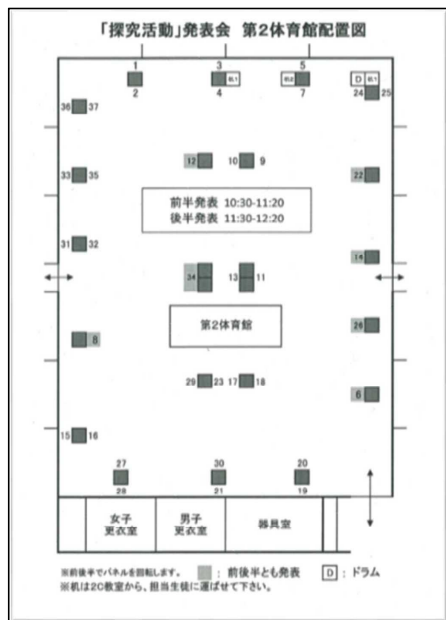 「探究活動」発表会 第2体育館配置図
1 3 5
机1 机2 D 机1
2 4 7 24 25
36 37
12 10 9
33 35 22
前半発表 10:30-11:20
後半発表 11:30-12:20
31 32 14
34 13 11
第2体育館
8 26
29 23 17 18 6
15 16
27 30 20
28 21 19
女子
更衣室
男子
更衣室
器具室
※前後半でパネルを回転します。 : 前後半とも発表 D : ドラム
※机は2C教室から、担当生徒に運ばせて下さい。